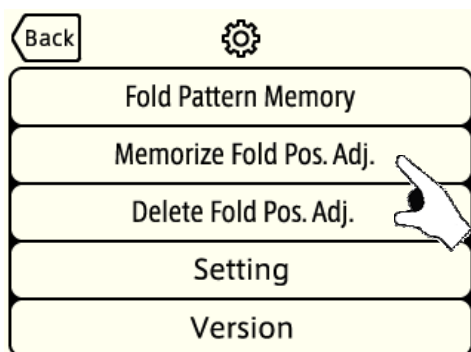 Back
Fold Pattern Memory
Memorize Fold Pos. Adj.
Delete Fold Pos. Adj.
Setting
Version